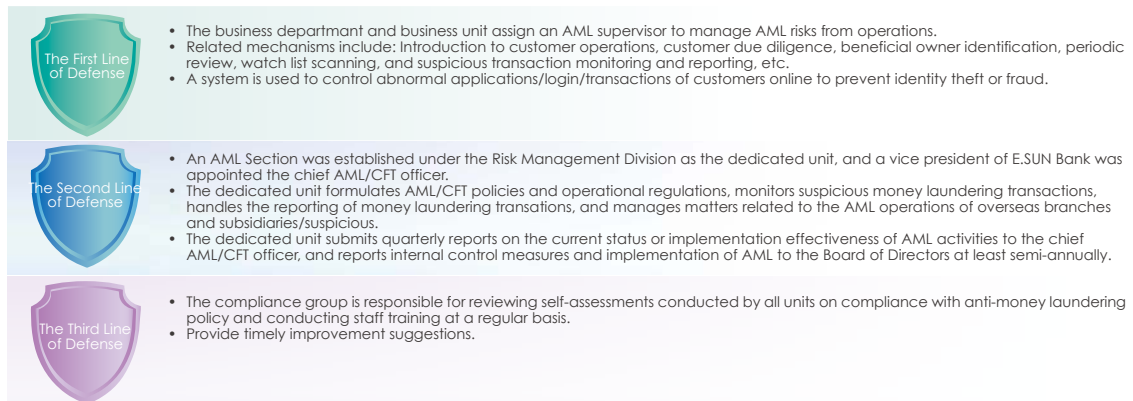 The First Line
of Defense
• The business departmant and business unit assign an AML supervisor to manage AML risks from operations.
• Related mechanisms include: Introduction to customer operations, customer due diligence, beneficial owner identification, periodic
review, watch list scanning, and suspicious transaction monitoring and reporting, etc.
• A system is used to control abnormal applications/login/transactions of customers online to prevent identity theft or fraud.
The Second Line
of Defense
• An AML Section was established under the Risk Management Division as the dedicated unit, and a vice president of E.SUN Bank was
appointed the chief AML/CFT officer.
• The dedicated unit formulates AML/CFT policies and operational regulations, monitors suspicious money laundering transactions,
handles the reporting of money laundering transations, and manages matters related to the AML operations of overseas branches
and subsidiaries/suspicious.
• The dedicated unit submits quarterly reports on the current status or implementation effectiveness of AML activities to the chief
AML/CFT officer, and reports internal control measures and implementation of AML to the Board of Directors at least semi-annually.
The Third Line
of Defense
• The compliance group is responsible for reviewing self-assessments conducted by all units on compliance with anti-money laundering
policy and conducting staff training at a regular basis.
• Provide timely improvement suggestions.